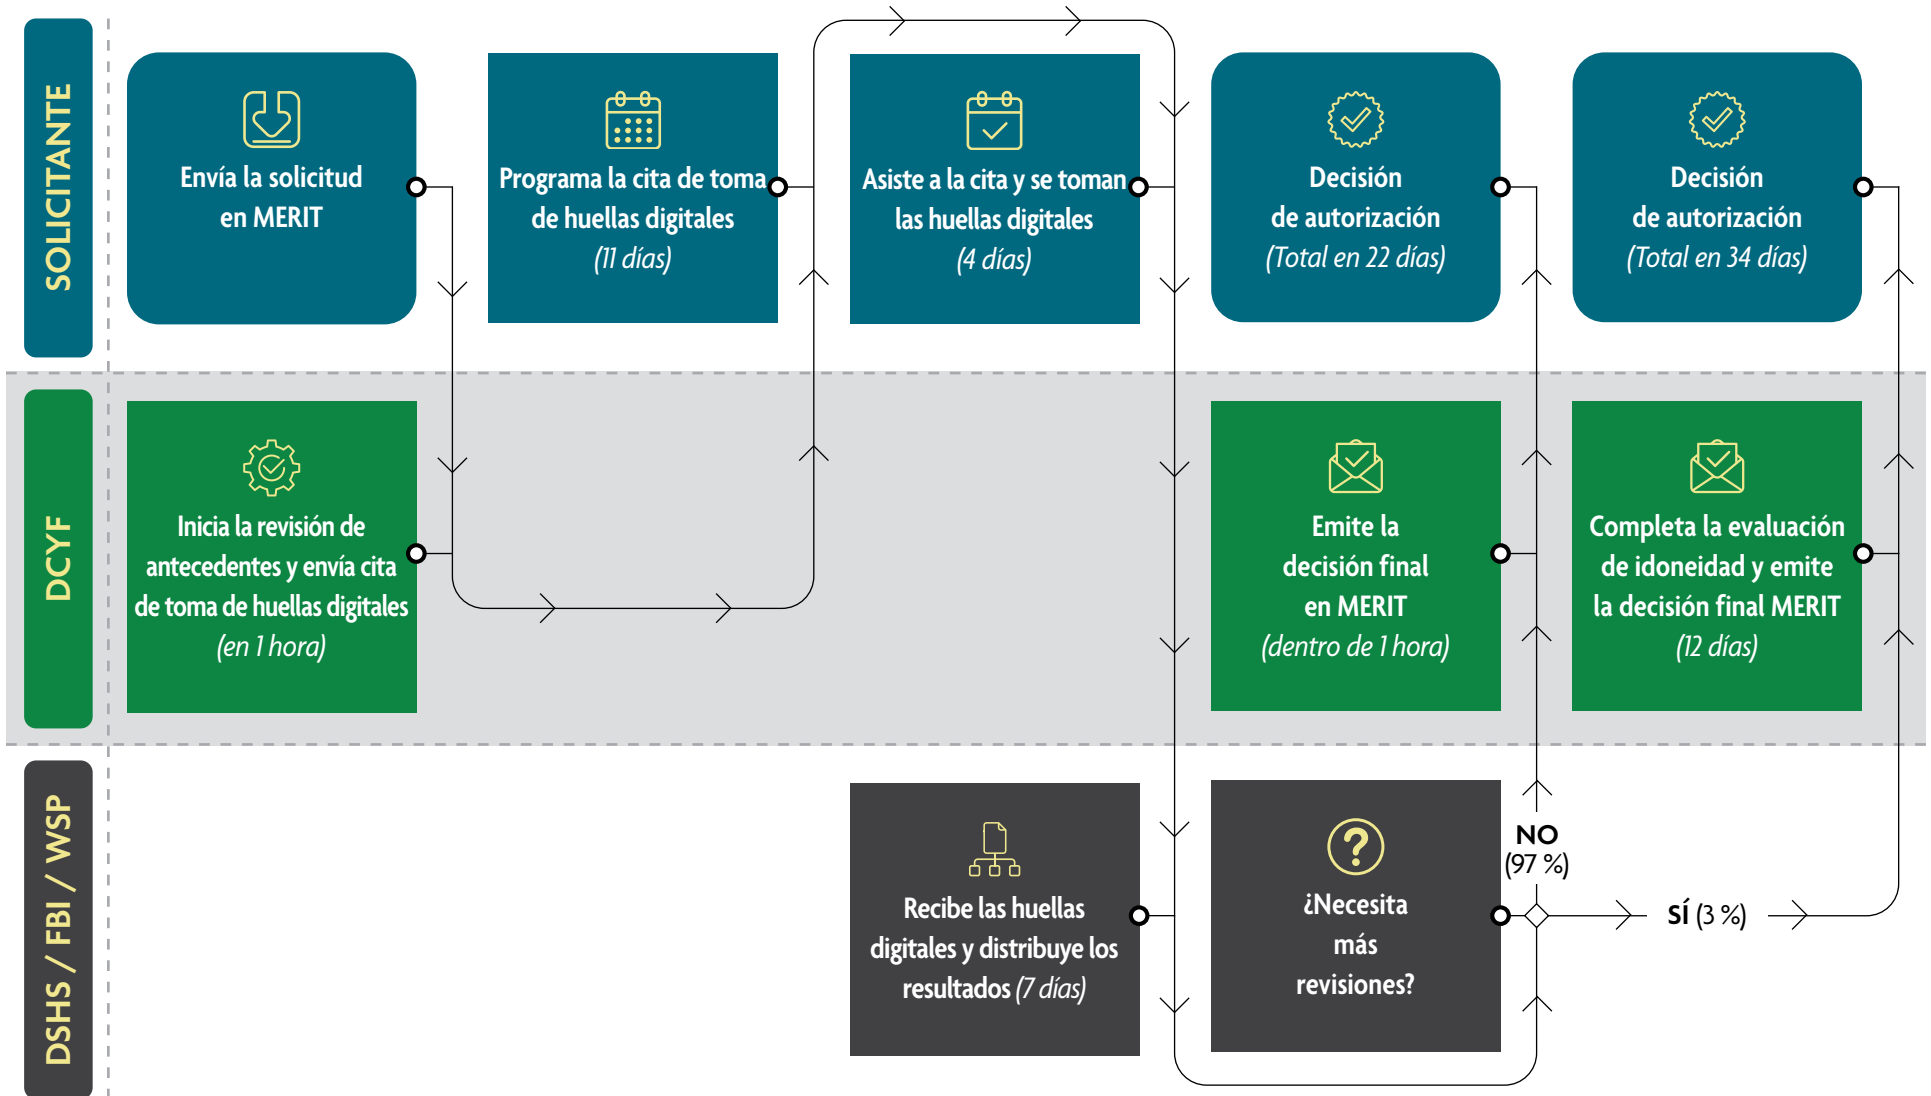 SOLICITANTE
Envía la solicitud
en MERIT
Programa la cita de toma
de huellas digitales
(11 días)
Asiste a la cita y se toman
las huellas digitales
(4 días)
Decisión
de autorización
(Total en 22 días)
Decisión
de autorización
(Total en 34 días)
DCYF
Inicia la revisión de
antecedentes y envía cita
de toma de huellas digitales
(en 1 hora)
Emite la
decisión final
en MERIT
(dentro de 1 hora)
Completa la evaluación
de idoneidad y emite
la decisión final MERIT
(12 días)
DSHS / FBI / WSP
Recibe las huellas
digitales y distribuye los
resultados (7 días)
¿Necesita
más
revisiones?
NO
(97 %)
SÍ (3 %)